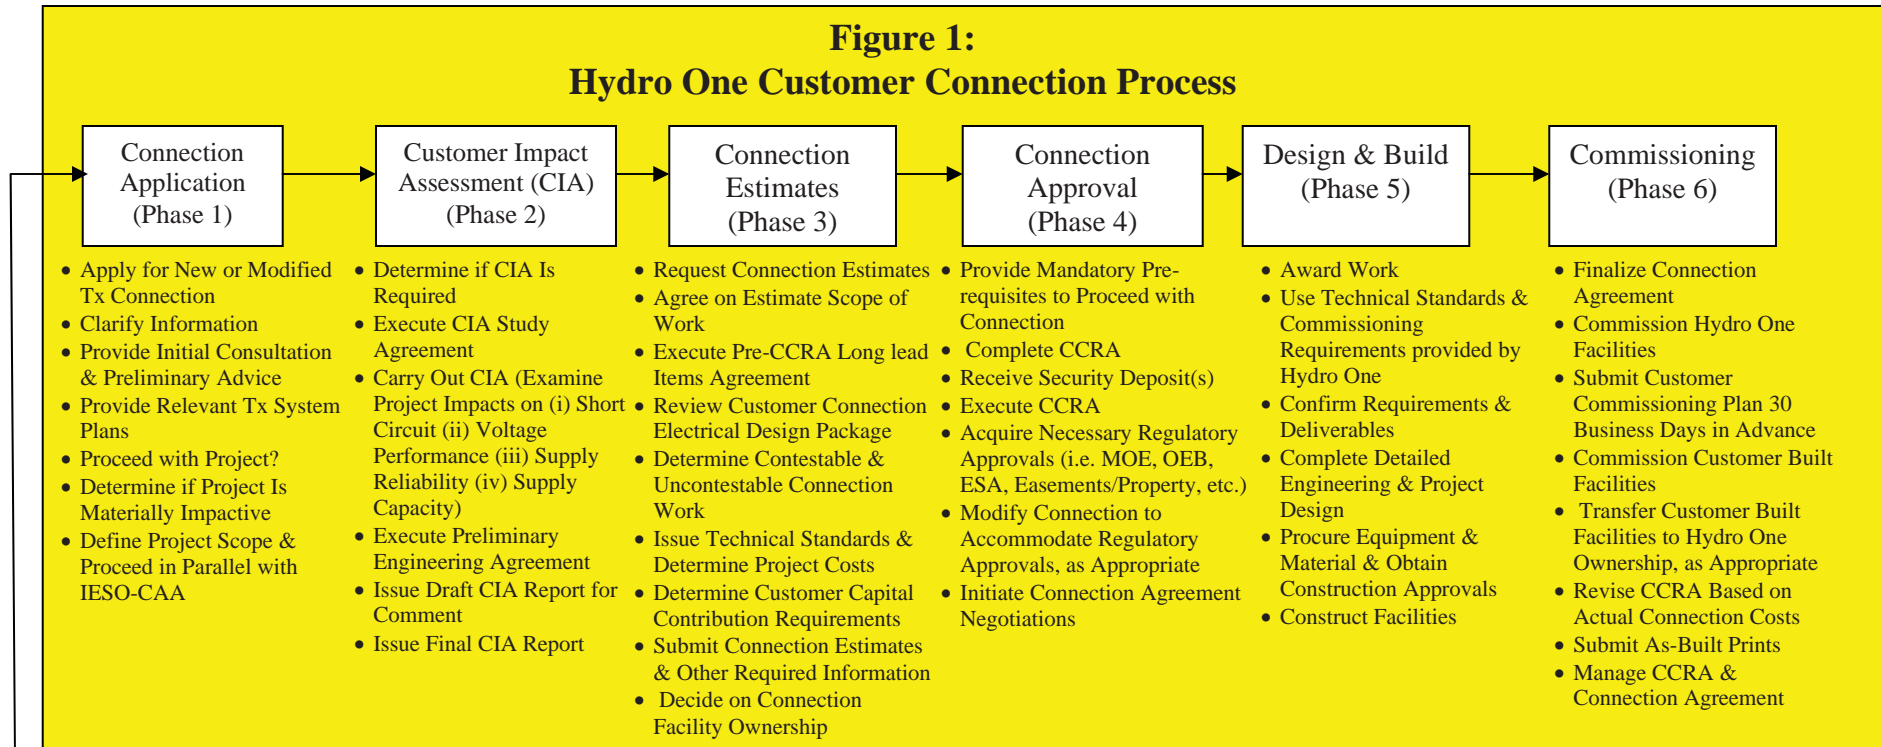 Figure 1:
Hydro One Customer Connection Process
Connection
Application
(Phase 1)
Customer Impact
Assessment (CIA)
(Phase 2)
Connection
Estimates
(Phase 3)
Connection
Approval
(Phase 4)
Design & Build
(Phase 5)
Commissioning
(Phase 6)
• Apply for New or Modified
Tx Connection
• Clarify Information
• Provide Initial Consultation
& Preliminary Advice
• Provide Relevant Tx System
Plans
• Proceed with Project?
• Determine if Project Is
Materially Impactive
• Define Project Scope &
Proceed in Parallel with
IESO-CAA
• Determine if CIA Is
Required
• Execute CIA Study
Agreement
• Carry Out CIA (Examine
Project Impacts on (i) Short
Circuit (ii) Voltage
Performance (iii) Supply
Reliability (iv) Supply
Capacity)
• Execute Preliminary
Engineering Agreement
• Issue Draft CIA Report for
Comment
• Issue Final CIA Report
• Request Connection Estimates
• Agree on Estimate Scope of
Work
• Execute Pre-CCRA Long lead
Items Agreement
• Review Customer Connection
Electrical Design Package
• Determine Contestable &
Uncontestable Connection
Work
• Issue Technical Standards &
Determine Project Costs
• Determine Customer Capital
Contribution Requirements
• Submit Connection Estimates
& Other Required Information
• Decide on Connection
Facility Ownership
• Provide Mandatory Pre-
requisites to Proceed with
Connection
• Complete CCRA
• Receive Security Deposit(s)
• Execute CCRA
• Acquire Necessary Regulatory
Approvals (i.e. MOE, OEB,
ESA, Easements/Property, etc.)
• Modify Connection to
Accommodate Regulatory
Approvals, as Appropriate
• Initiate Connection Agreement
Negotiations
• Award Work
• Use Technical Standards &
Commissioning
Requirements provided by
Hydro One
• Confirm Requirements &
Deliverables
• Complete Detailed
Engineering & Project
Design
• Procure Equipment &
Material & Obtain
Construction Approvals
• Construct Facilities
• Finalize Connection
Agreement
• Commission Hydro One
Facilities
• Submit Customer
Commissioning Plan 30
Business Days in Advance
• Commission Customer Built
Facilities
• Transfer Customer Built
Facilities to Hydro One
Ownership, as Appropriate
• Revise CCRA Based on
Actual Connection Costs
• Submit As-Built Prints
• Manage CCRA &
Connection Agreement